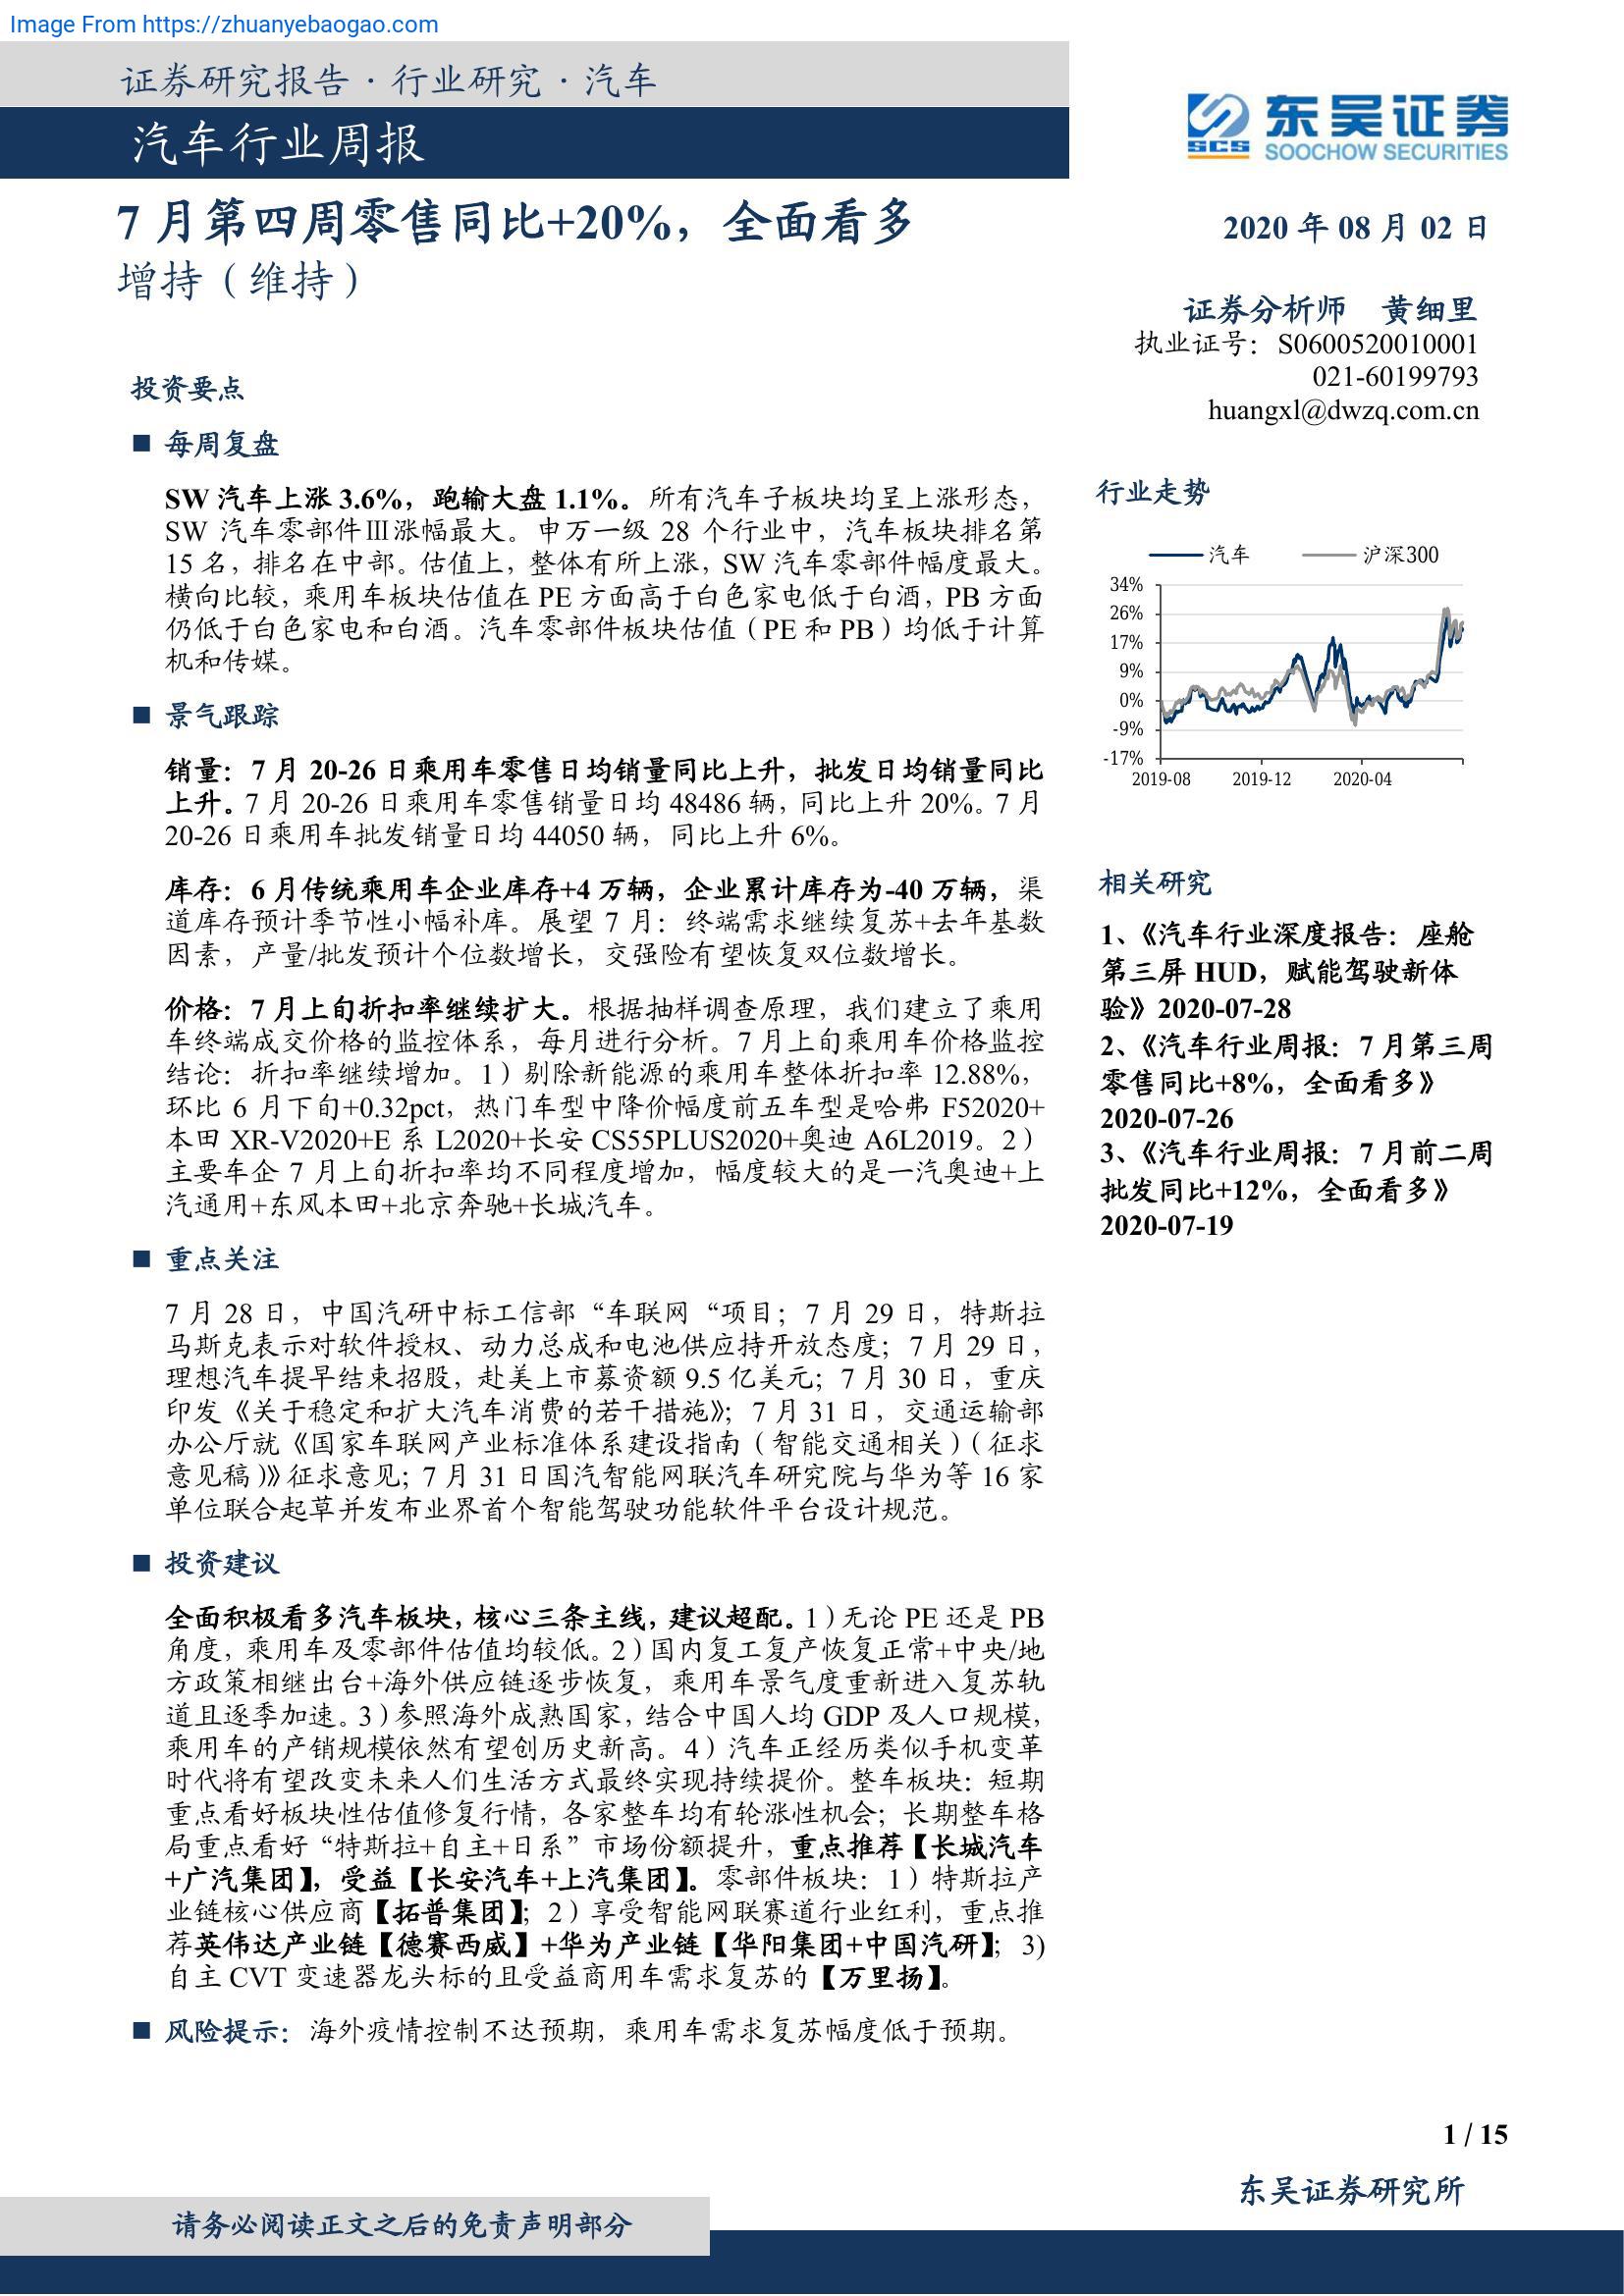 Image From https://zhuanyebaogao.com
证券研究报告·行业研究·汽车
汽车行业周报
东吴证券
SCS SOOCHOW SECURITIES
7 月第四周零售同比+20%，全面看多
增持（维持）
2020 年 08 月 02 日
证券分析师 黄细里
执业证号：S0600520010001
021-60199793
huangxl@dwzq.com.cn
投资要点
■ 每周复盘
SW 汽车上涨 3.6%，跑输大盘 1.1%。所有汽车子板块均呈上涨形态，
SW 汽车零部件Ⅲ涨幅最大。申万一级 28 个行业中，汽车板块排名第
15 名，排名在中部。估值上，整体有所上涨，SW 汽车零部件幅度最大。
横向比较，乘用车板块估值在 PE 方面高于白色家电低于白酒，PB 方面
仍低于白色家电和白酒。汽车零部件板块估值（PE 和 PB）均低于计算
机和传媒。
■ 景气跟踪
销量：7 月 20-26 日乘用车零售日均销量同比上升，批发日均销量同比
上升。7 月 20-26 日乘用车零售销量日均 48486 辆，同比上升 20%。7 月
20-26 日乘用车批发销量日均 44050 辆，同比上升 6%。
库存：6 月传统乘用车企业库存+4 万辆，企业累计库存为-40 万辆，渠
道库存预计季节性小幅补库。展望 7 月：终端需求继续复苏+去年基数
因素，产量/批发预计个位数增长，交强险有望恢复双位数增长。
价格：7 月上旬折扣率继续扩大。根据抽样调查原理，我们建立了乘用
车终端成交价格的监控体系，每月进行分析。7 月上旬乘用车价格监控
结论：折扣率继续增加。1）剔除新能源的乘用车整体折扣率 12.88%，
环比 6 月下旬+0.32pct，热门车型中降价幅度前五车型是哈弗 F52020+
本田 XR-V2020+E 系 L2020+长安 CS55PLUS2020+奥迪 A6L2019。2）
主要车企 7 月上旬折扣率均不同程度增加，幅度较大的是一汽奥迪+上
汽通用+东风本田+北京奔驰+长城汽车。
■ 重点关注
7 月 28 日，中国汽研中标工信部“车联网“项目；7 月 29 日，特斯拉
马斯克表示对软件授权、动力总成和电池供应持开放态度；7 月 29 日，
理想汽车提早结束招股，赴美上市募资额 9.5 亿美元；7 月 30 日，重庆
印发《关于稳定和扩大汽车消费的若干措施》；7 月 31 日，交通运输部
办公厅就《国家车联网产业标准体系建设指南（智能交通相关）（征求
意见稿）》征求意见；7 月 31 日国汽智能网联汽车研究院与华为等 16 家
单位联合起草并发布业界首个智能驾驶功能软件平台设计规范。
■ 投资建议
全面积极看多汽车板块，核心三条主线，建议超配。1）无论 PE 还是 PB
角度，乘用车及零部件估值均较低。2）国内复工复产恢复正常+中央/地
方政策相继出台+海外供应链逐步恢复，乘用车景气度重新进入复苏轨
道且逐季加速。3）参照海外成熟国家，结合中国人均 GDP 及人口规模，
乘用车的产销规模依然有望创历史新高。4）汽车正经历类似手机变革
时代将有望改变未来人们生活方式最终实现持续提价。整车板块：短期
重点看好板块性估值修复行情，各家整车均有轮涨性机会；长期整车格
局重点看好“特斯拉+自主+日系”市场份额提升，重点推荐【长城汽车
+广汽集团】，受益【长安汽车+上汽集团】。零部件板块：1）特斯拉产
业链核心供应商【拓普集团】；2）享受智能网联赛道行业红利，重点推
荐英伟达产业链【德赛西威】+华为产业链【华阳集团+中国汽研】；3)
自主 CVT 变速器龙头标的且受益商用车需求复苏的【万里扬】。
■ 风险提示：海外疫情控制不达预期，乘用车需求复苏幅度低于预期。
行业走势
汽车 沪深300
34%
26%
17%
9%
0%
-9%
-17%
2019-08 2019-12 2020-04
相关研究
1、《汽车行业深度报告：座舱
第三屏 HUD，赋能驾驶新体
验》2020-07-28
2、《汽车行业周报：7 月第三周
零售同比+8%，全面看多》
2020-07-26
3、《汽车行业周报：7 月前二周
批发同比+12%，全面看多》
2020-07-19
1 / 15
东吴证券研究所
请务必阅读正文之后的免责声明部分